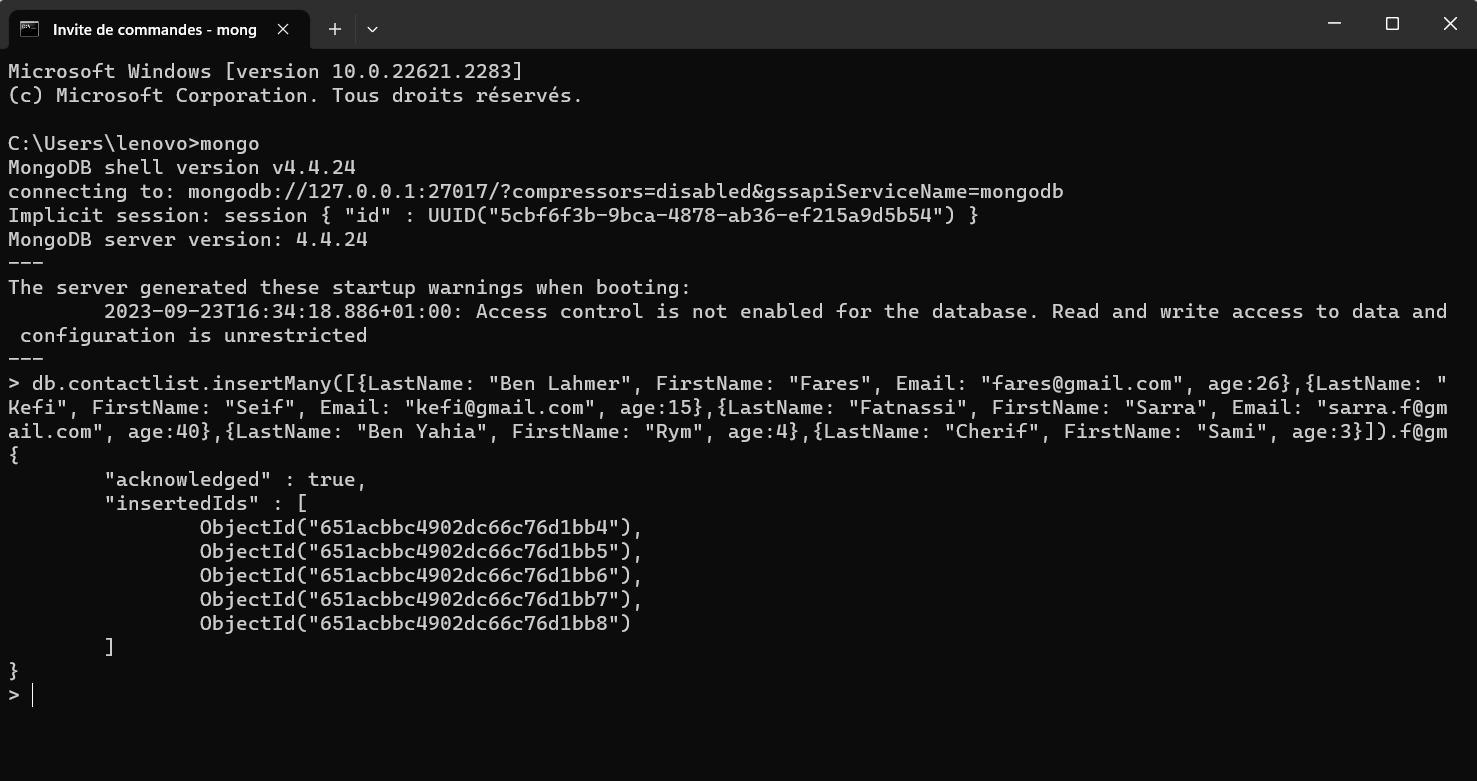 Invite de commandes - mong
Microsoft Windows [version 10.0.22621.2283]
(c) Microsoft Corporation. Tous droits réservés.
C:\Users\lenovo>mongo
MongoDB shell version v4.4.24
connecting to: mongodb://127.0.0.1:27017/?compressors=disabled&gssapiServiceName=mongodb
Implicit session: session { "id" : UUID("5cbf6f3b-9bca-4878-ab36-ef215a9d5b54") }
MongoDB server version: 4.4.24
---
The server generated these startup warnings when booting:
        2023-09-23T16:34:18.886+01:00: Access control is not enabled for the database. Read and write access to data and
 configuration is unrestricted
---
> db.contactlist.insertMany([{LastName: "Ben Lahmer", FirstName: "Fares", Email: "fares@gmail.com", age:26},{LastName: "
Kefi", FirstName: "Seif", Email: "kefi@gmail.com", age:15},{LastName: "Fatnassi", FirstName: "Sarra", Email: "sarra.f@gm
ail.com", age:40},{LastName: "Ben Yahia", FirstName: "Rym", age:4},{LastName: "Cherif", FirstName: "Sami", age:3}]).f@gm
{
        "acknowledged" : true,
        "insertedIds" : [
                ObjectId("651acbbc4902dc66c76d1bb4"),
                ObjectId("651acbbc4902dc66c76d1bb5"),
                ObjectId("651acbbc4902dc66c76d1bb6"),
                ObjectId("651acbbc4902dc66c76d1bb7"),
                ObjectId("651acbbc4902dc66c76d1bb8")
        ]
}
>